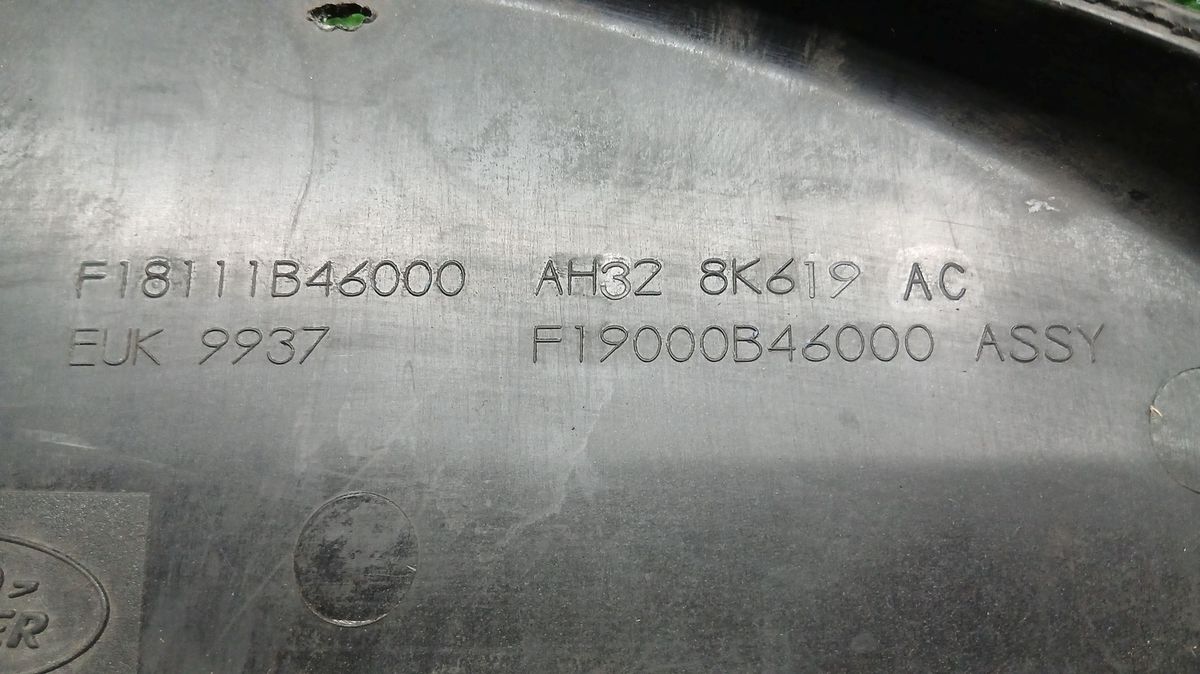 F18111B46000 AH32 8K619 AC
EUK 9937 F19000B46000 ASSY